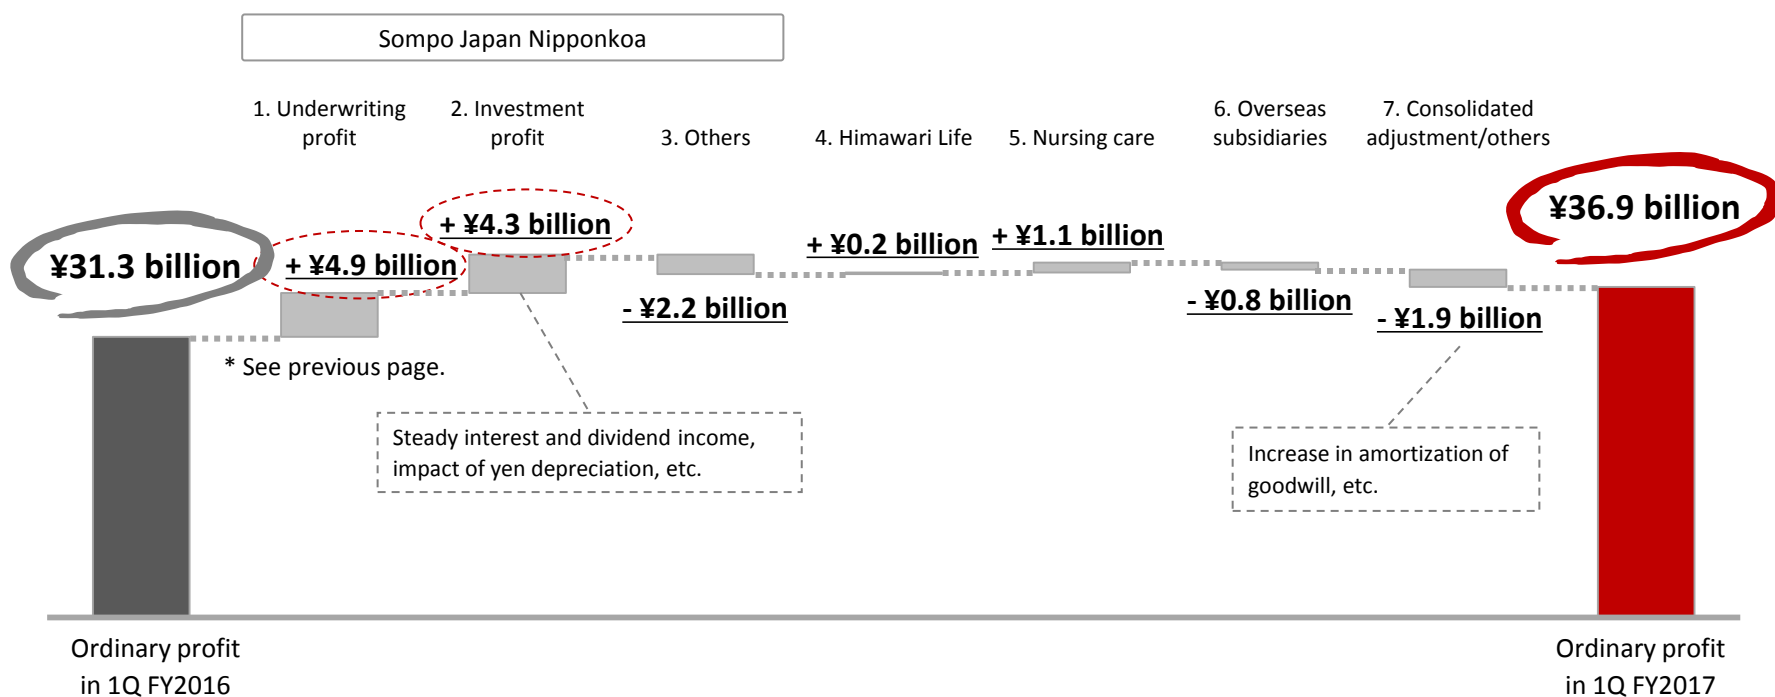 Sompo Japan Nipponkoa
1. Underwriting
profit
2. Investment
profit
3. Others
4. Himawari Life
5. Nursing care
6. Overseas
subsidiaries
7. Consolidated
adjustment/others
¥31.3 billion
+ ¥4.9 billion
+ ¥4.3 billion
- ¥2.2 billion
+ ¥0.2 billion
+ ¥1.1 billion
- ¥0.8 billion
- ¥1.9 billion
¥36.9 billion
* See previous page.
Steady interest and dividend income,
impact of yen depreciation, etc.
Increase in amortization of
goodwill, etc.
Ordinary profit
in 1Q FY2016
Ordinary profit
in 1Q FY2017